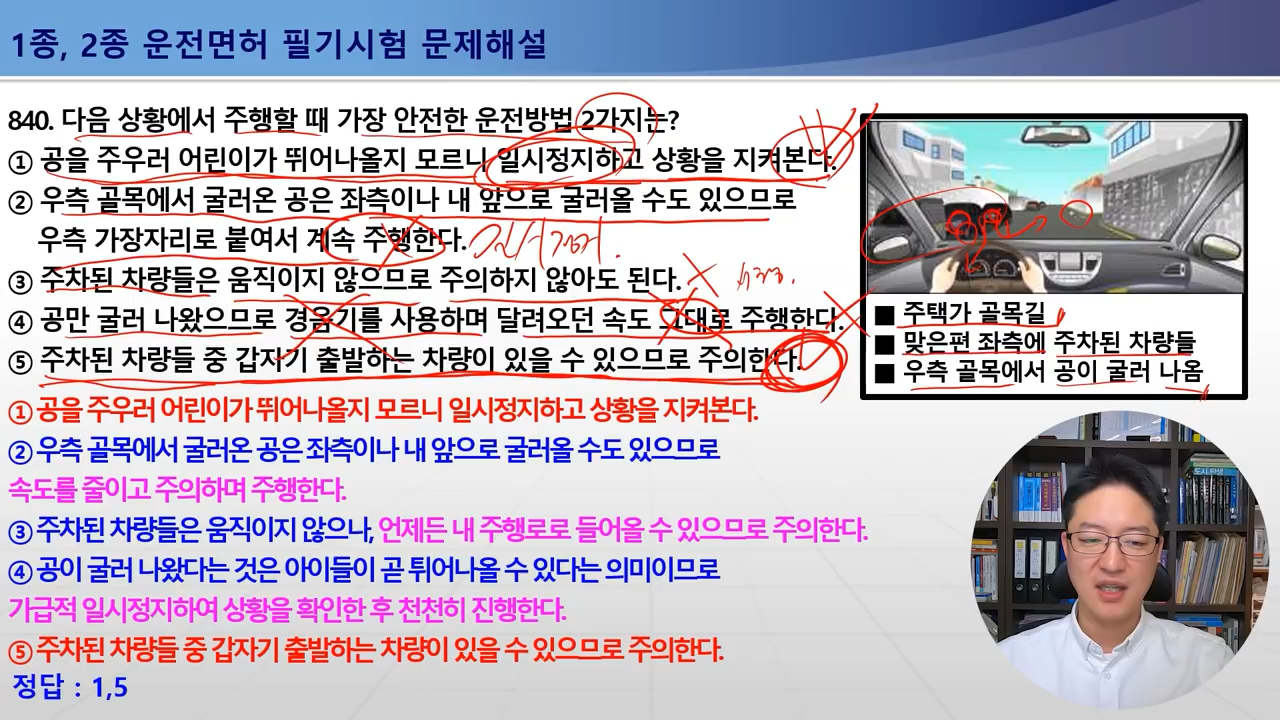 1종, 2종 운전면허 필기시험 문제해설
840. 다음 상황에서 주행할 때 가장 안전한 운전방법 2가지는?
① 공을 주우러 어린이가 뛰어나올지 모르니 일시정지하고 상황을 지켜본다.
② 우측 골목에서 굴러온 공은 좌측이나 내 앞으로 굴러올 수도 있으므로
우측 가장자리로 붙여서 계속 주행한다.
③ 주차된 차량들은 움직이지 않으므로 주의하지 않아도 된다.
④ 공만 굴러 나왔으므로 경음기를 사용하며 달려오던 속도 그대로 주행한다.
⑤ 주차된 차량들 중 갑자기 출발하는 차량이 있을 수 있으므로 주의한다.
■ 주택가 골목길
■ 맞은편 좌측에 주차된 차량들
■ 우측 골목에서 공이 굴러 나옴
① 공을 주우러 어린이가 뛰어나올지 모르니 일시정지하고 상황을 지켜본다.
② 우측 골목에서 굴러온 공은 좌측이나 내 앞으로 굴러올 수도 있으므로
속도를 줄이고 주의하며 주행한다.
③ 주차된 차량들은 움직이지 않으나, 언제든 내 주행로로 들어올 수 있으므로 주의한다.
④ 공이 굴러 나왔다는 것은 아이들이 곧 튀어나올 수 있다는 의미이므로
가급적 일시정지하여 상황을 확인한 후 천천히 진행한다.
⑤ 주차된 차량들 중 갑자기 출발하는 차량이 있을 수 있으므로 주의한다.
정답 : 1,5